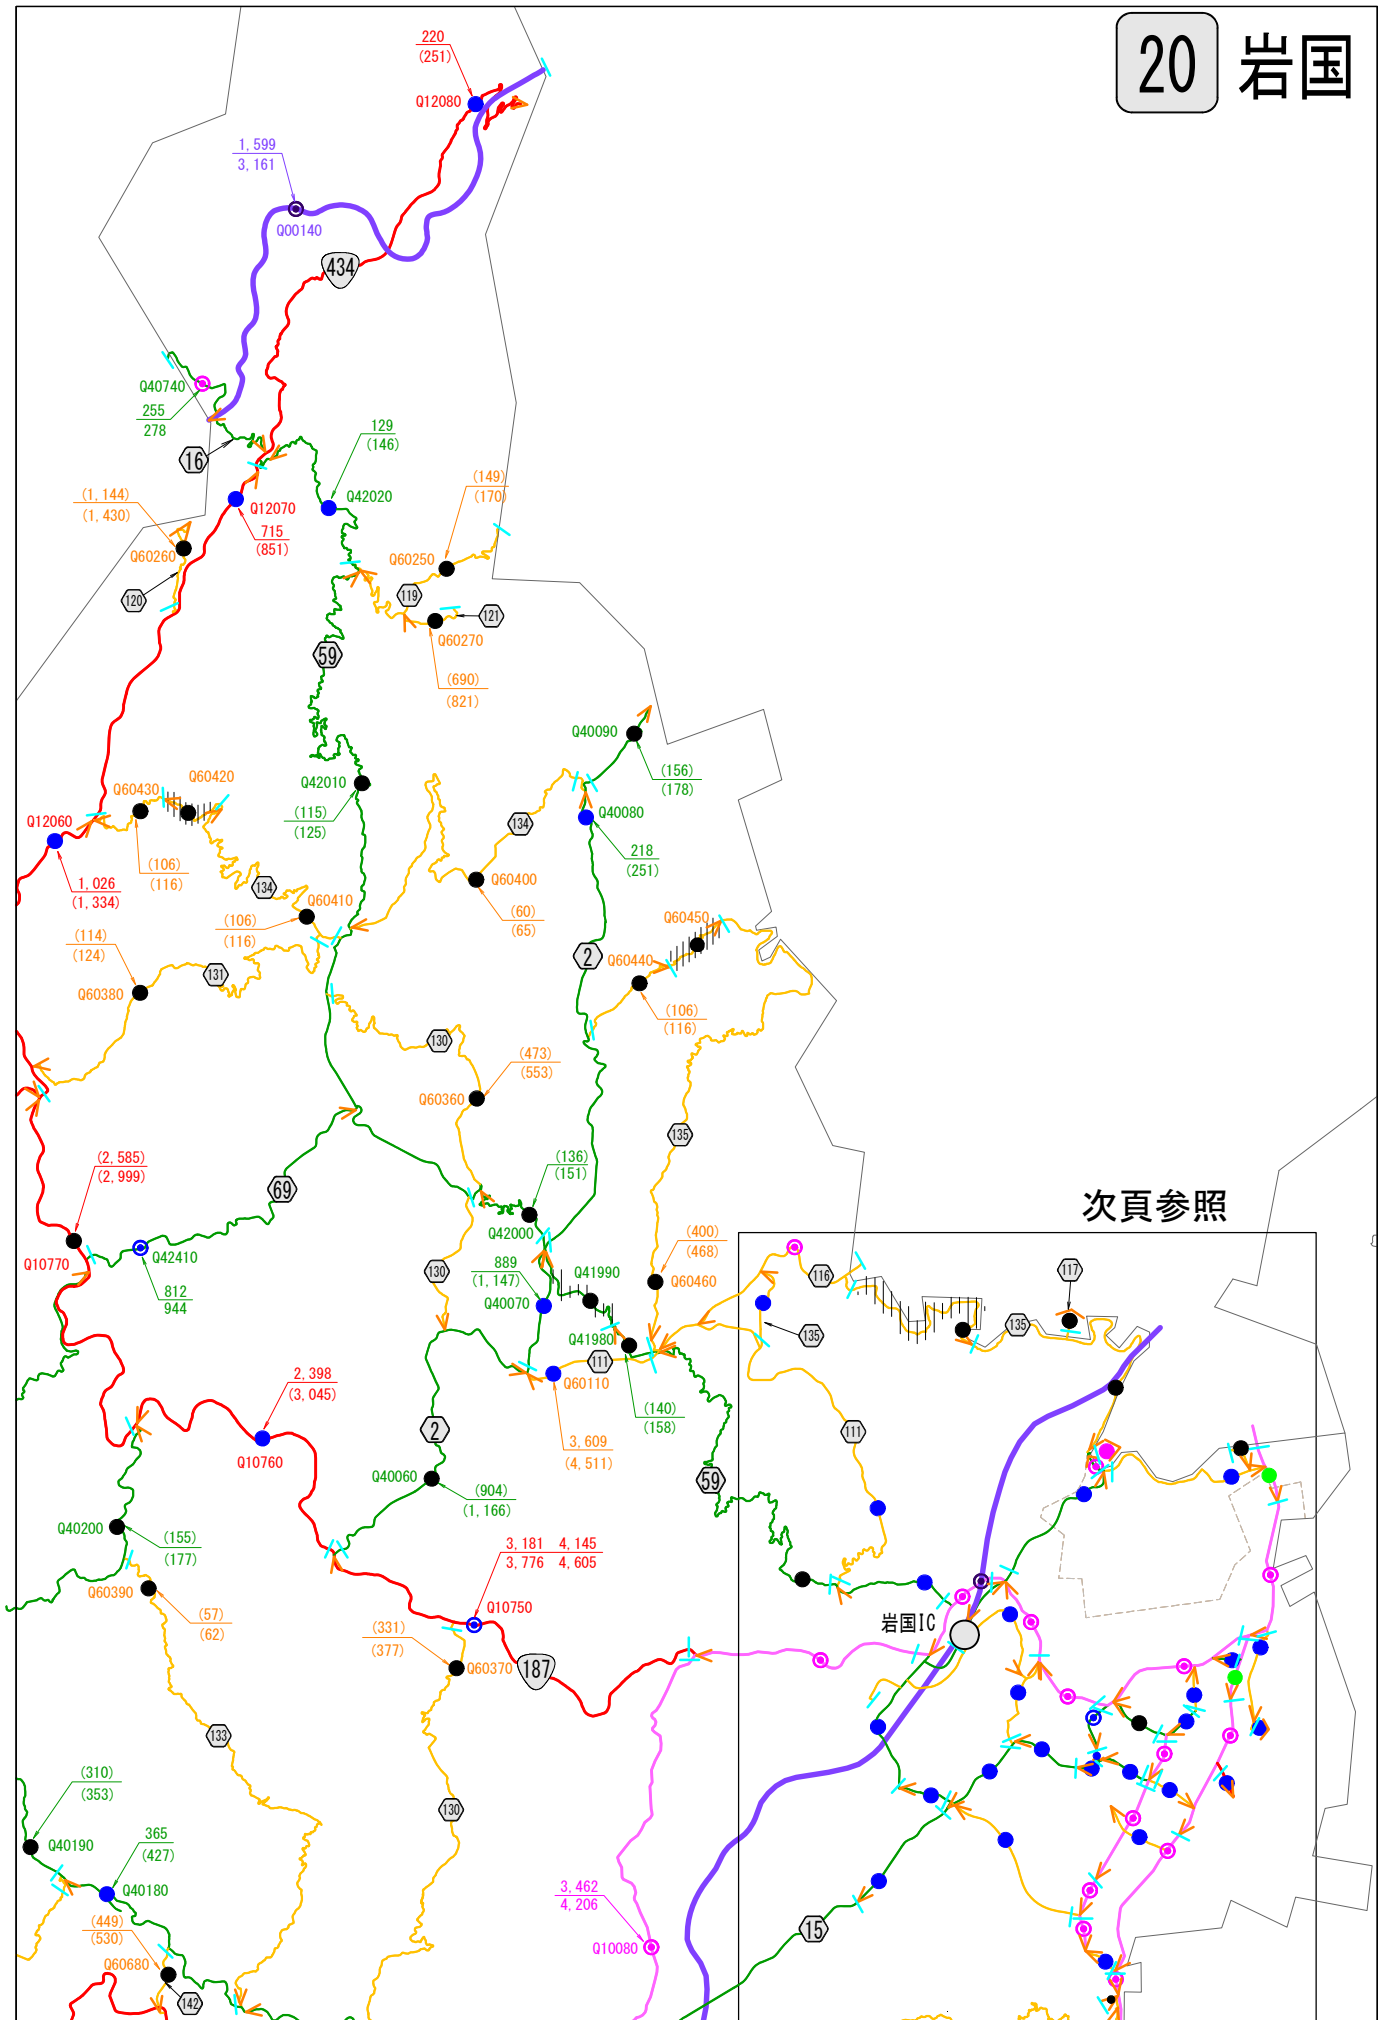 20 岩国
220
(251)
Q12080
1,599
3,161
Q00140
434
Q40740
255
278
16
129
(146)
Q42020
(1,144)
(1,430)
Q12070
715
(851)
Q60260
120
(149)
(170)
Q60250
119
121
Q60270
(690)
(821)
59
Q40090
(156)
(178)
Q42010
(115)
(125)
Q60430
Q60420
Q12060
1,026
(1,334)
(106)
(116)
134
134
Q40080
218
(251)
Q60400
(60)
(65)
Q60410
(106)
(116)
(114)
(124)
131
Q60380
2
Q60450
Q60440
(106)
(116)
130
(473)
(553)
Q60360
135
(2,585)
(2,999)
69
(136)
(151)
Q42000
次頁参照
Q10770
Q42410
812
944
130
889
(1,147)
Q40070
Q41990
(400)
(468)
Q60460
116
117
135
135
Q41980
111
Q60110
(140)
(158)
2,398
(3,045)
Q10760
2
3,609
(4,511)
111
59
Q40060
(904)
(1,166)
Q40200
(155)
(177)
3,181 4,145
3,776 4,605
Q60390
(57)
(62)
Q10750
(331)
(377)
岩国IC
Q60370
187
133
(310)
(353)
130
Q40190
365
(427)
Q40180
3,462
4,206
15
(449)
(530)
Q10080
Q60680
142